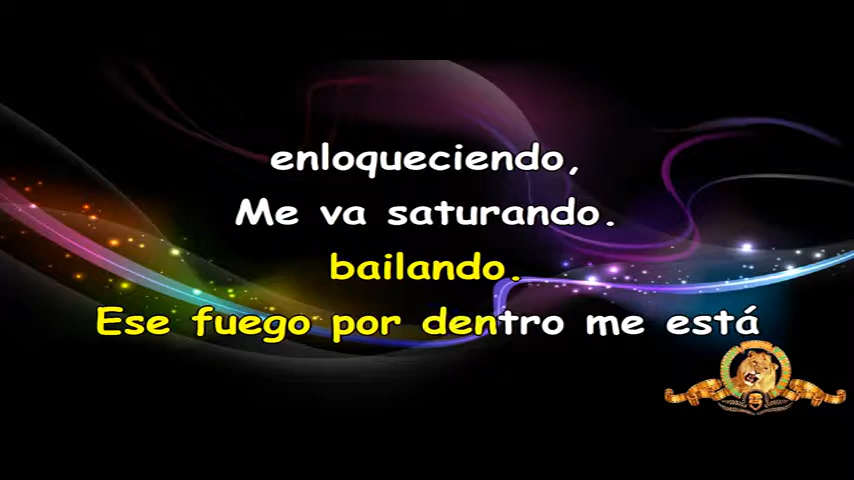 enloqueciendo,
Me va saturando.
bailando.
Ese fuego por dentro me está